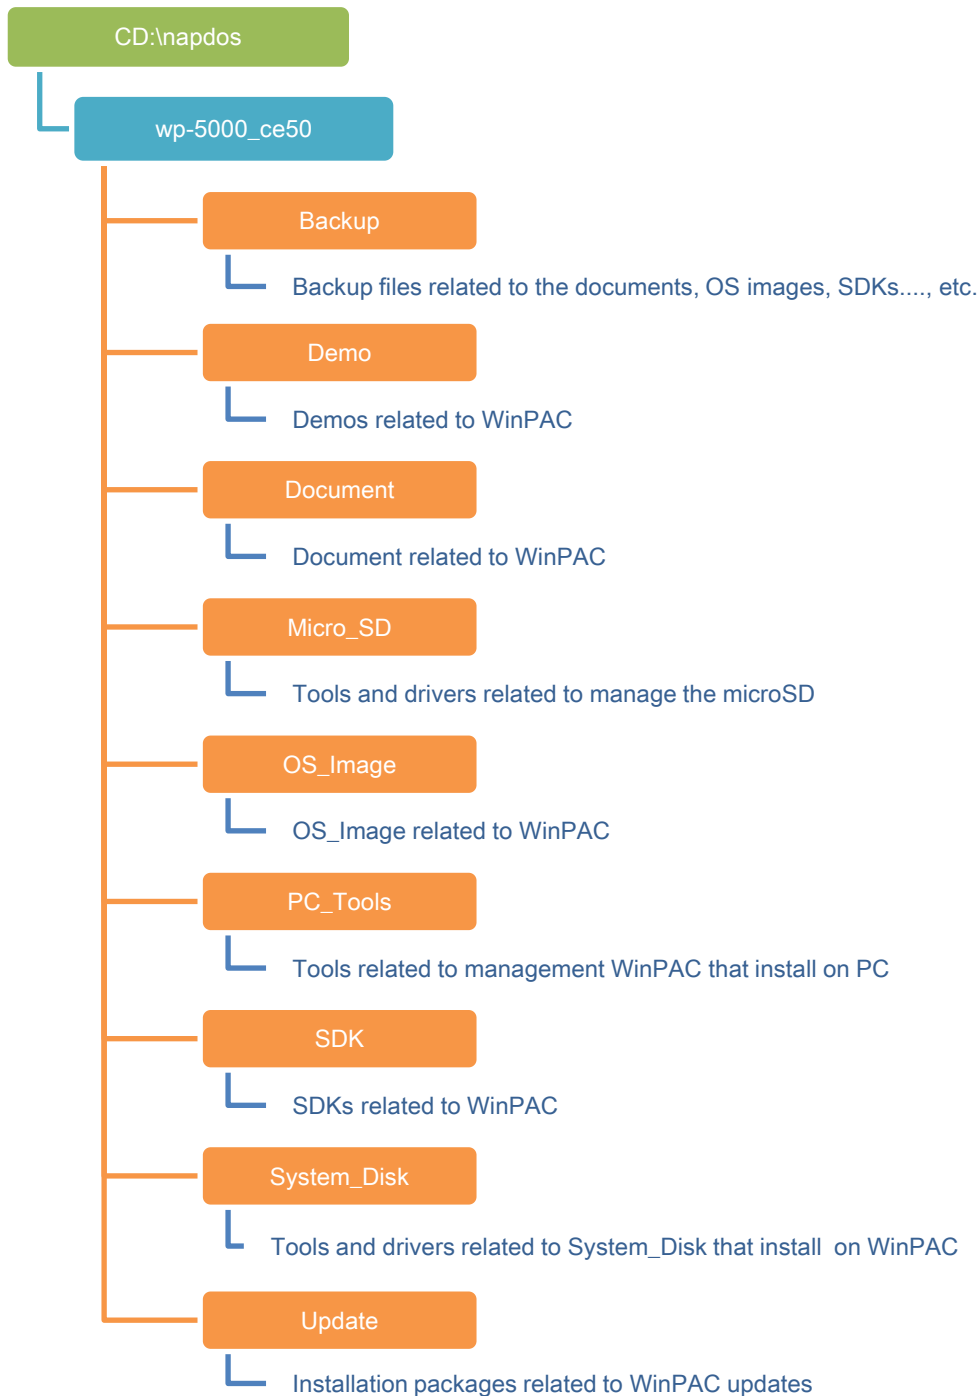 CD:\napdos
wp-5000_ce50
Backup
Backup files related to the documents, OS images, SDKs...., etc.
Demo
Demos related to WinPAC
Document
Document related to WinPAC
Micro_SD
Tools and drivers related to manage the microSD
OS_Image
OS_Image related to WinPAC
PC_Tools
Tools related to management WinPAC that install on PC
SDK
SDKs related to WinPAC
System_Disk
Tools and drivers related to System_Disk that install  on WinPAC
Update
Installation packages related to WinPAC updates